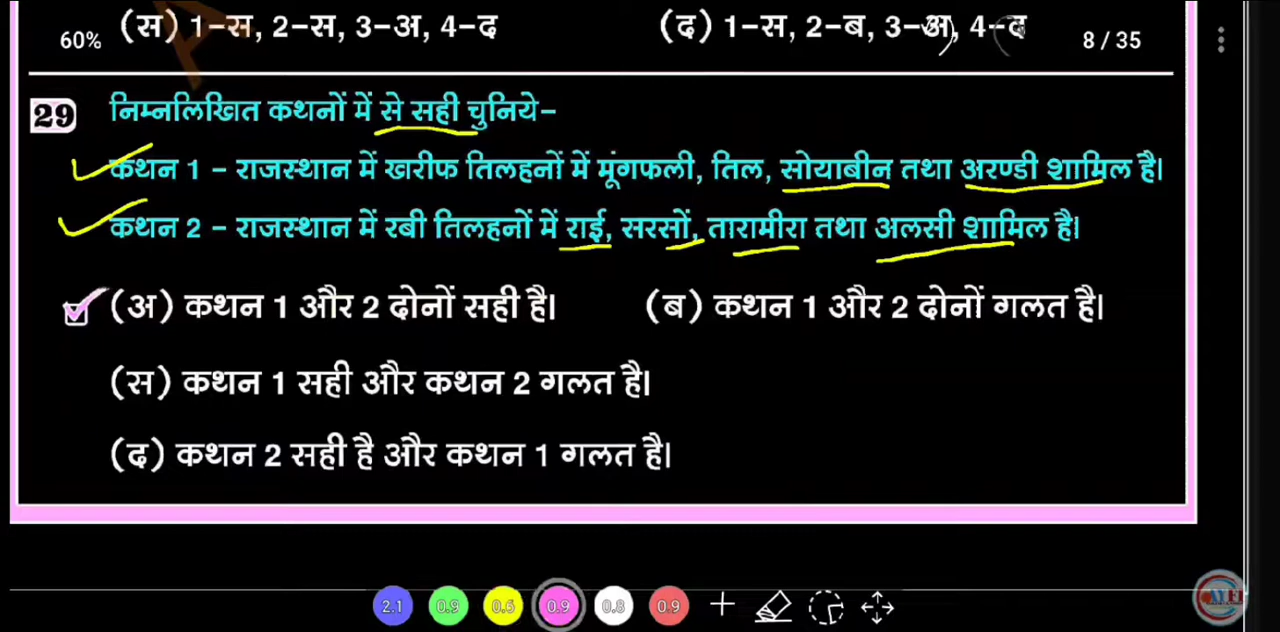 (स) 1-स, 2-स, 3-अ, 4-द (द) 1-स, 2-ब, 3-अ, 4-द
60% 8 / 35
29 निम्नलिखित कथनों में से सही चुनिये-
कथन 1 - राजस्थान में खरीफ तिलहनों में मूंगफली, तिल, सोयाबीन तथा अरण्डी शामिल है।
कथन 2 - राजस्थान में रबी तिलहनों में राई, सरसों, तारामीरा तथा अलसी शामिल है।
(अ) कथन 1 और 2 दोनों सही है। (ब) कथन 1 और 2 दोनों गलत है।
(स) कथन 1 सही और कथन 2 गलत है।
(द) कथन 2 सही है और कथन 1 गलत है।
2.1 0.9 0.6 0.9 0.8 0.9